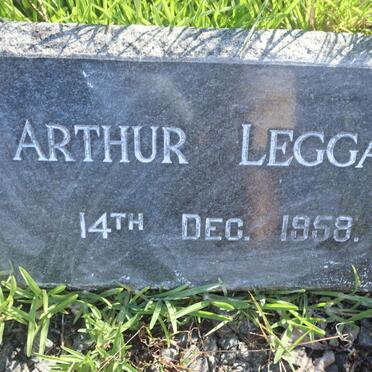 ARTHUR LEGGA
14TH DEC. 1958.